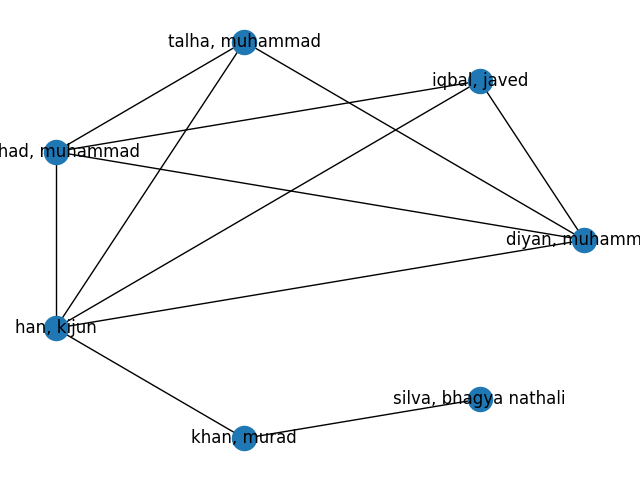 talha, muhammad
iqbal, javed
had, muhammad
diyan, muhamm
han, kijun
silva, bhagya nathali
khan, murad